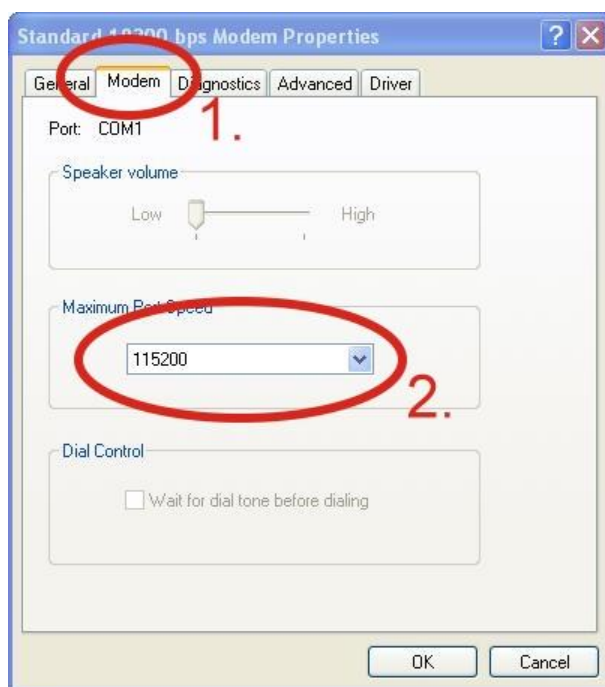 Standard 19200 bps Modem Properties
General Modem Diagnostics Advanced Driver
1.
Port: COM1
Speaker volume
Low High
Maximum Port Speed
115200
2.
Dial Control
Wait for dial tone before dialing
OK Cancel